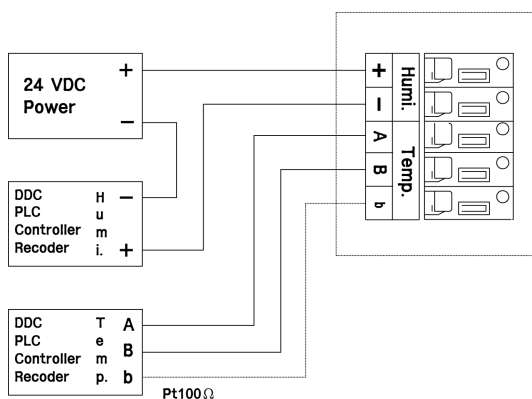 24 VDC
Power
+
−
DDC
PLC
Controller
Recoder
H
u
m
i.
−
+
DDC
PLC
Controller
Recoder
T
e
m
p.
A
B
b
Pt100Ω
+
−
A
B
b
Humi.
Temp.